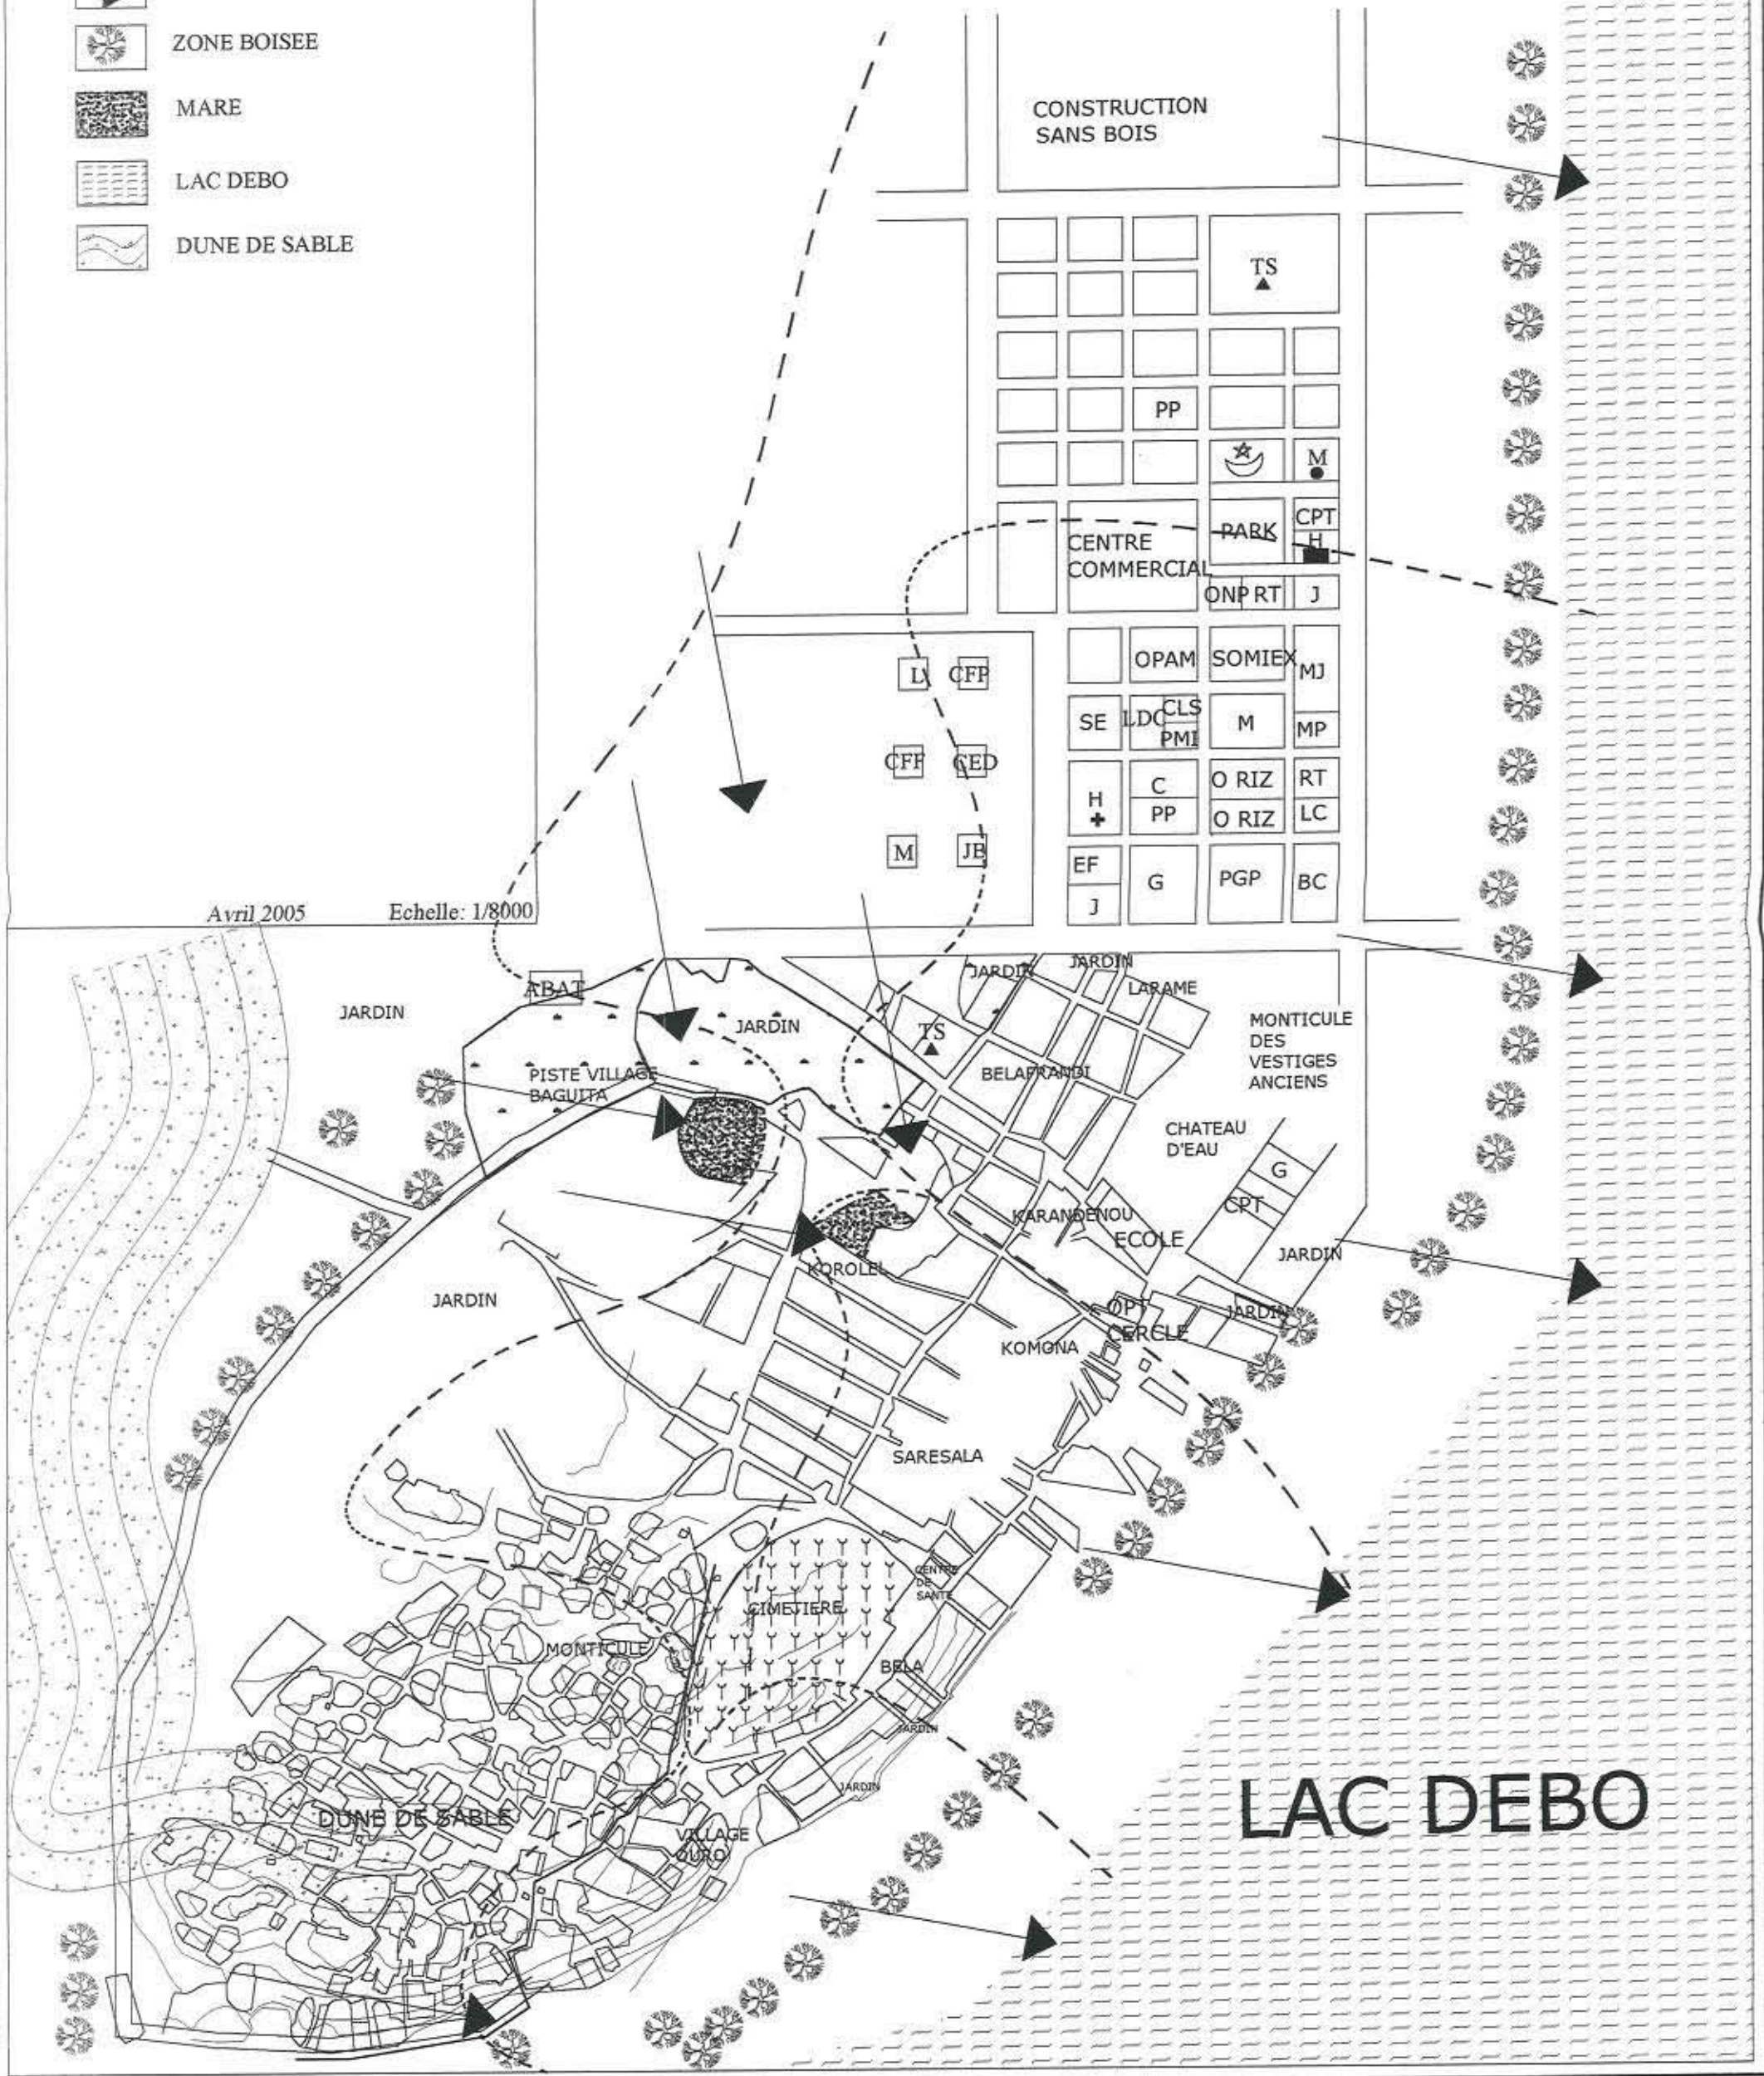 ZONE BOISEE
MARE
LAC DEBO
DUNE DE SABLE
Avril 2005
Echelle: 1/8000
CONSTRUCTION
SANS BOIS
TS
PP
M
CENTRE
COMMERCIAL
PARK
CPT
H
ONP
RT
J
OPAM
SOMIEX
MJ
SE
LDC
CLS
PMI
M
MP
H
C
PP
O RIZ
O RIZ
RT
LC
EF
J
G
PGP
BC
L
CFP
CFF
CED
M
JB
ABAT
JARDIN
JARDIN
JARDIN
JARDIN
LARAME
TS
BELAFRANDI
PISTE VILLAGE
BAGUITA
MONTICULE
DES
VESTIGES
ANCIENS
CHATEAU
D'EAU
G
CPT
KARANDENOU
ECOLE
JARDIN
KOROLEL
JARDIN
OPT
CERCLE
JARDIN
KOMONA
SARESALA
CENTRE
DE
SANTE
CIMETIERE
MONTICULE
BELA
JARDIN
JARDIN
DUNE DE SABLE
VILLAGE
OURO
LAC DEBO